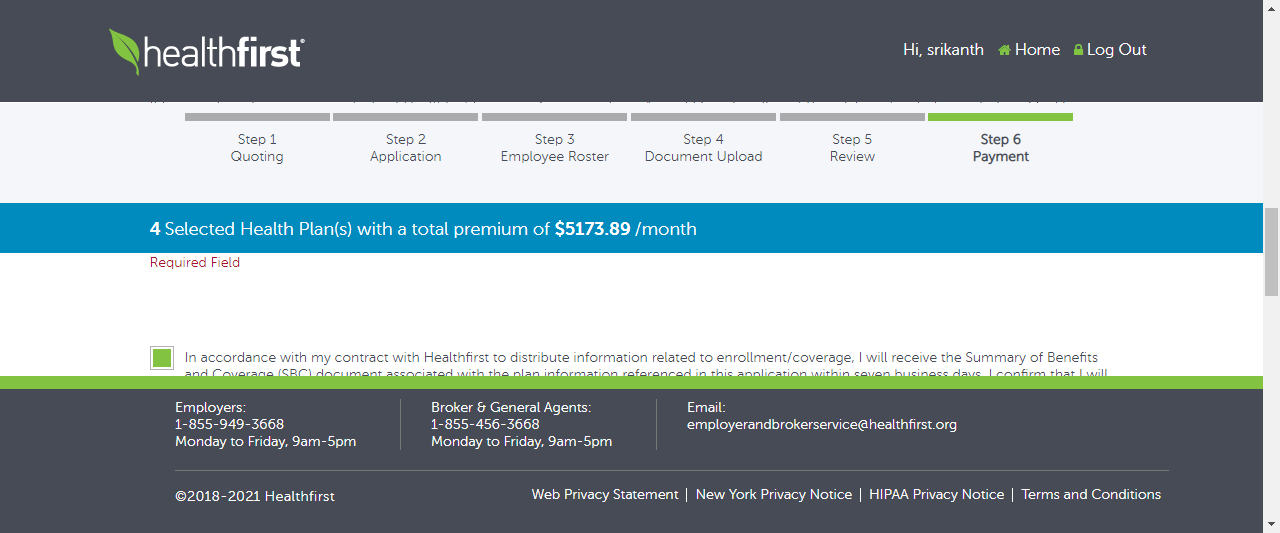 healthfirst®
Hi, srikanth Home Log Out
Step 1
Quoting
Step 2
Application
Step 3
Employee Roster
Step 4
Document Upload
Step 5
Review
Step 6
Payment
4 Selected Health Plan(s) with a total premium of $5173.89 /month
Required Field
In accordance with my contract with Healthfirst to distribute information related to enrollment/coverage, I will receive the Summary of Benefits
and Coverage (SBC) document associated with the plan information referenced in this application within seven business days. I confirm that I will
Employers:
1-855-949-3668
Monday to Friday, 9am-5pm
Broker & General Agents:
1-855-456-3668
Monday to Friday, 9am-5pm
Email:
employerandbrokerservice@healthfirst.org
©2018-2021 Healthfirst
Web Privacy Statement | New York Privacy Notice | HIPAA Privacy Notice | Terms and Conditions